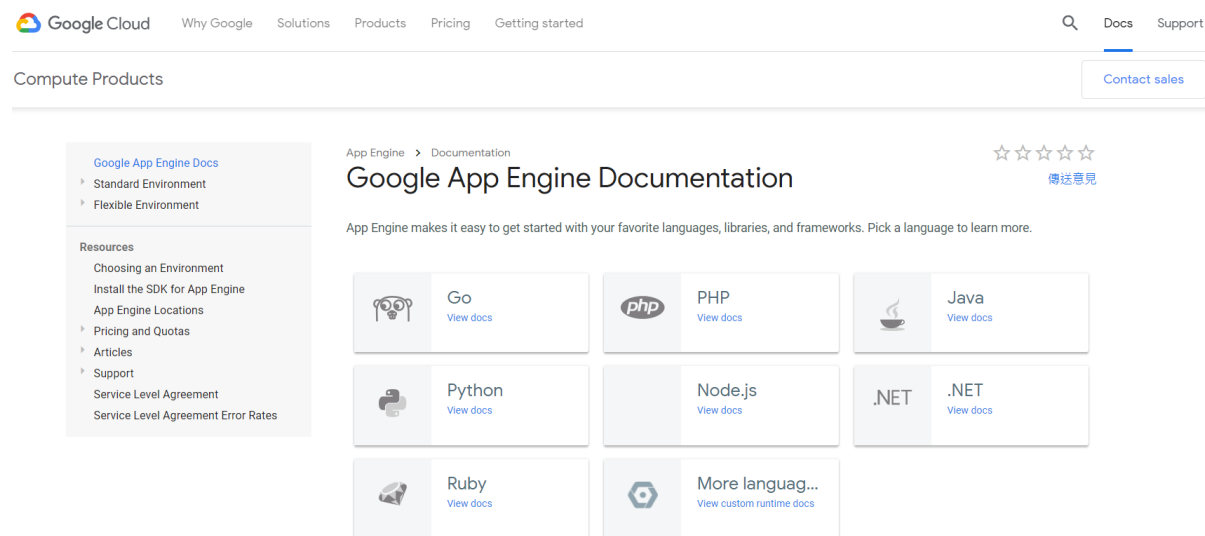 Google Cloud Why Google Solutions Products Pricing Getting started Docs Support
Compute Products Contact sales
Google App Engine Docs
Standard Environment
Flexible Environment
Resources
Choosing an Environment
Install the SDK for App Engine
App Engine Locations
Pricing and Quotas
Articles
Support
Service Level Agreement
Service Level Agreement Error Rates
App Engine > Documentation
Google App Engine Documentation
傳送意見
App Engine makes it easy to get started with your favorite languages, libraries, and frameworks. Pick a language to learn more.
Go
View docs
php
PHP
View docs
Java
View docs
Python
View docs
Node.js
View docs
.NET
.NET
View docs
Ruby
View docs
More languag...
View custom runtime docs